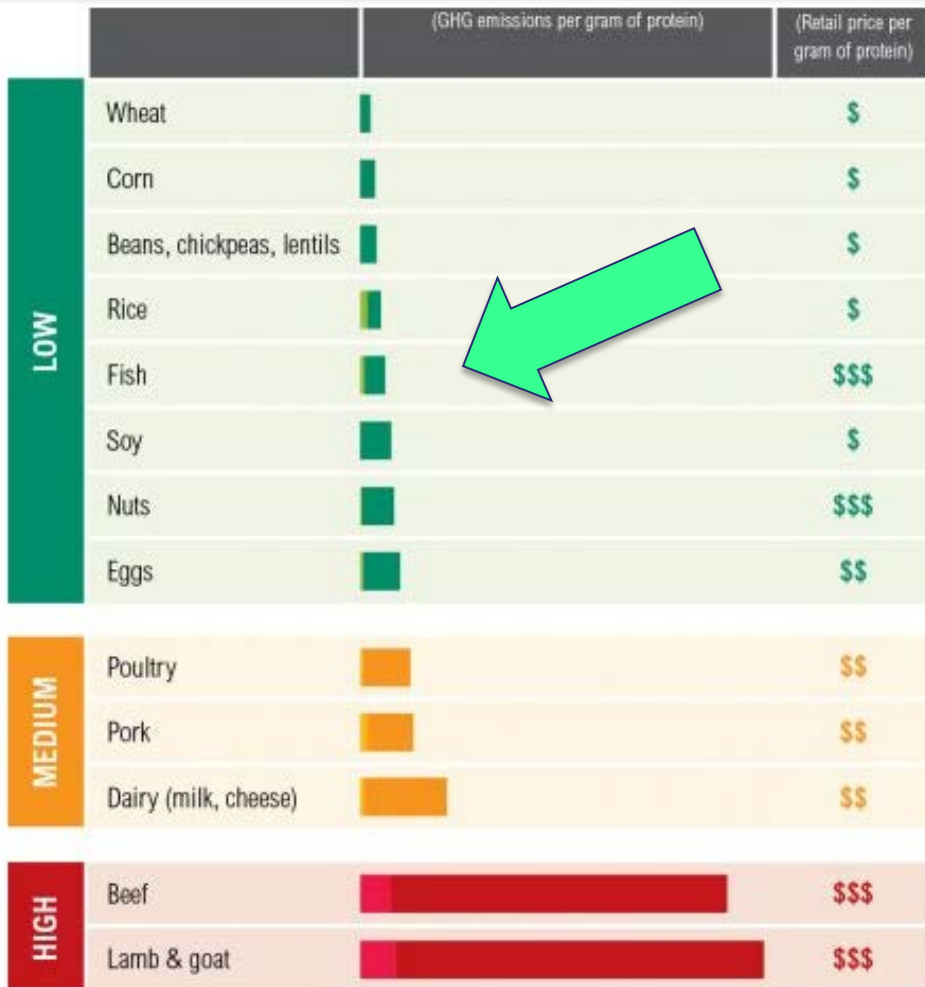 (GHG emissions per gram of protein)
(Retail price per
gram of protein)
LOW
Wheat $
Corn $
Beans, chickpeas, lentils $
Rice $
Fish $$$
Soy $
Nuts $$$
Eggs $$
MEDIUM
Poultry $$
Pork $$
Dairy (milk, cheese) $$
HIGH
Beef $$$
Lamb & goat $$$